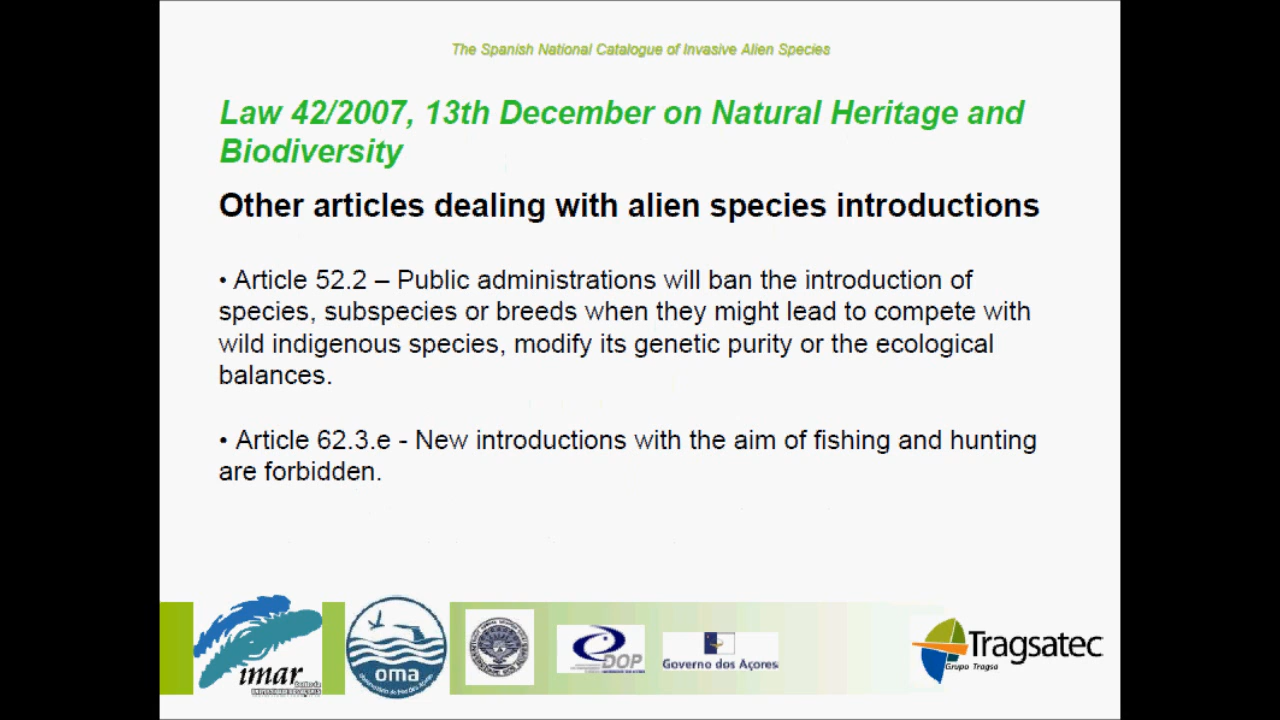 The Spanish National Catalogue of Invasive Alien Species
Law 42/2007, 13th December on Natural Heritage and
Biodiversity
Other articles dealing with alien species introductions
• Article 52.2 – Public administrations will ban the introduction of
species, subspecies or breeds when they might lead to compete with
wild indigenous species, modify its genetic purity or the ecological
balances.
• Article 62.3.e - New introductions with the aim of fishing and hunting
are forbidden.
imar
oma
DOP
Governo dos Açores
Tragsatec
Grupo Tragsa